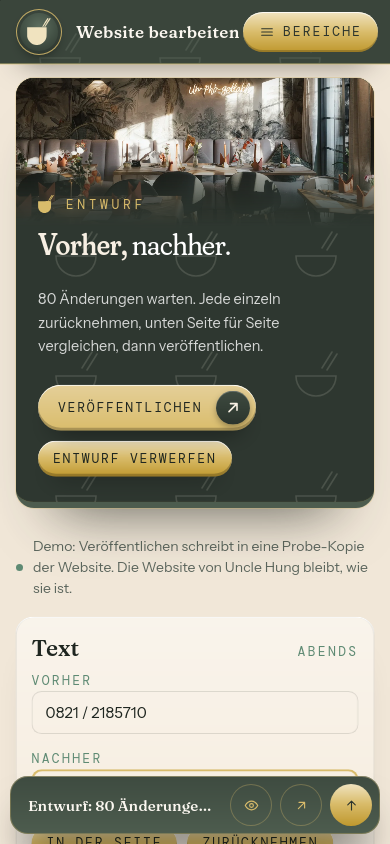 Website bearbeiten
BEREICHE
ENTWURF
Vorher, nachher.
80 Änderungen warten. Jede einzeln
zurücknehmen, unten Seite für Seite
vergleichen, dann veröffentlichen.
VERÖFFENTLICHEN
ENTWURF VERWERFEN
Demo: Veröffentlichen schreibt in eine Probe-Kopie
der Website. Die Website von Uncle Hung bleibt, wie
sie ist.
Text
ABENDS
VORHER
0821 / 2185710
NACHHER
Entwurf: 80 Änderunge...
IN DER SEITE
ZURÜCKNEHMEN